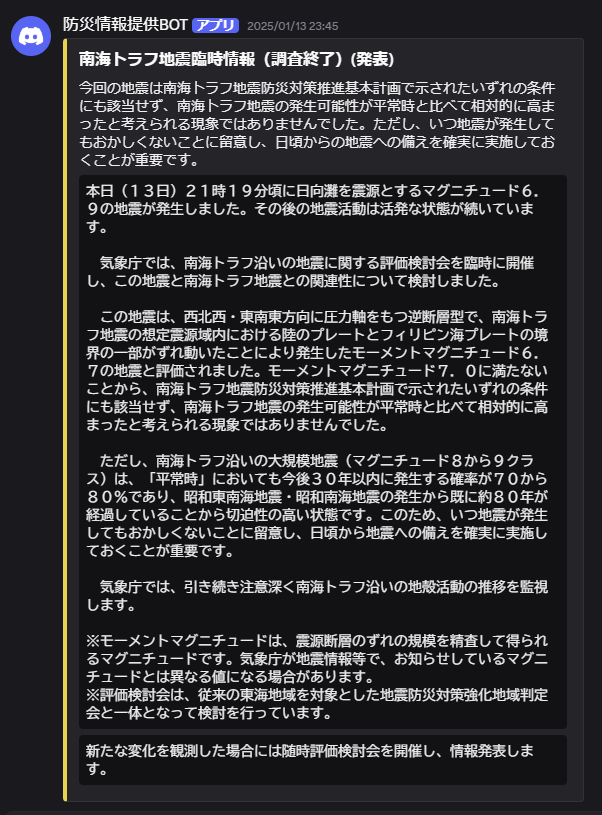 防災情報提供BOT アプリ 2025/01/13 23:45
南海トラフ地震臨時情報（調査終了）(発表)
今回の地震は南海トラフ地震防災対策推進基本計画で示されたいずれの条件
にも該当せず、南海トラフ地震の発生可能性が平常時と比べて相対的に高ま
ったと考えられる現象ではありませんでした。ただし、いつ地震が発生して
もおかしくないことに留意し、日頃からの地震への備えを確実に実施してお
くことが重要です。
本日（１３日）２１時１９分頃に日向灘を震源とするマグニチュード６．
９の地震が発生しました。その後の地震活動は活発な状態が続いていま
す。
　気象庁では、南海トラフ沿いの地震に関する評価検討会を臨時に開催
し、この地震と南海トラフ地震との関連性について検討しました。
　この地震は、西北西・東南東方向に圧力軸をもつ逆断層型で、南海トラ
フ地震の想定震源域内における陸のプレートとフィリピン海プレートの境
界の一部がずれ動いたことにより発生したモーメントマグニチュード６．
７の地震と評価されました。モーメントマグニチュード７．０に満たない
ことから、南海トラフ地震防災対策推進基本計画で示されたいずれの条件
にも該当せず、南海トラフ地震の発生可能性が平常時と比べて相対的に高
まったと考えられる現象ではありませんでした。
　ただし、南海トラフ沿いの大規模地震（マグニチュード８から９クラ
ス）は、「平常時」においても今後３０年以内に発生する確率が７０から
８０％であり、昭和東南海地震・昭和南海地震の発生から既に約８０年が
経過していることから切迫性の高い状態です。このため、いつ地震が発生
してもおかしくないことに留意し、日頃から地震への備えを確実に実施し
ておくことが重要です。
　気象庁では、引き続き注意深く南海トラフ沿いの地殻活動の推移を監視
します。
※モーメントマグニチュードは、震源断層のずれの規模を精査して得られ
るマグニチュードです。気象庁が地震情報等で、お知らせしているマグニ
チュードとは異なる値になる場合があります。
※評価検討会は、従来の東海地域を対象とした地震防災対策強化地域判定
会と一体となって検討を行っています。
新たな変化を観測した場合には随時評価検討会を開催し、情報発表しま
す。